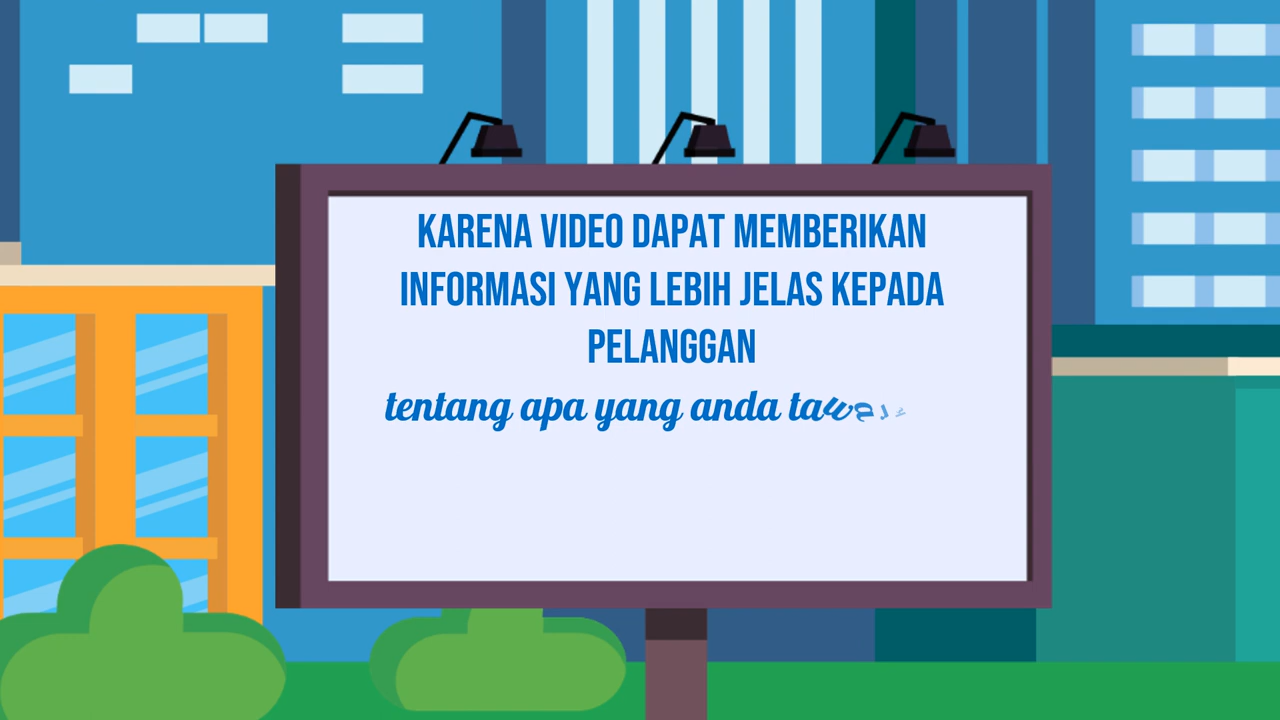 KARENA VIDEO DAPAT MEMBERIKAN
INFORMASI YANG LEBIH JELAS KEPADA
PELANGGAN
tentang apa yang anda